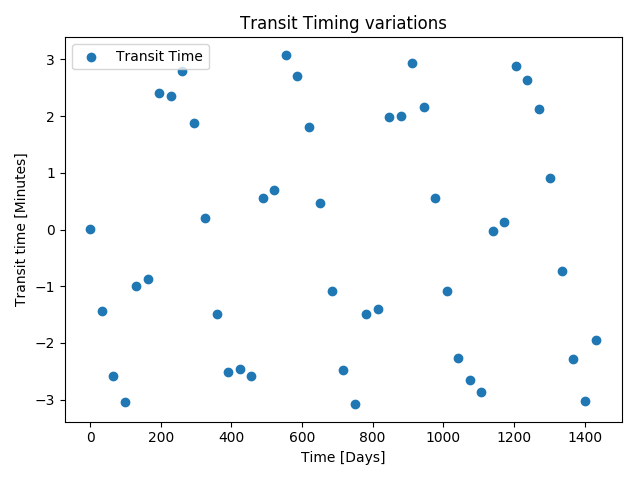 Transit Timing variations
Transit Time
3
2
1
0
−1
−2
−3
Transit time [Minutes]
0 200 400 600 800 1000 1200 1400
Time [Days]